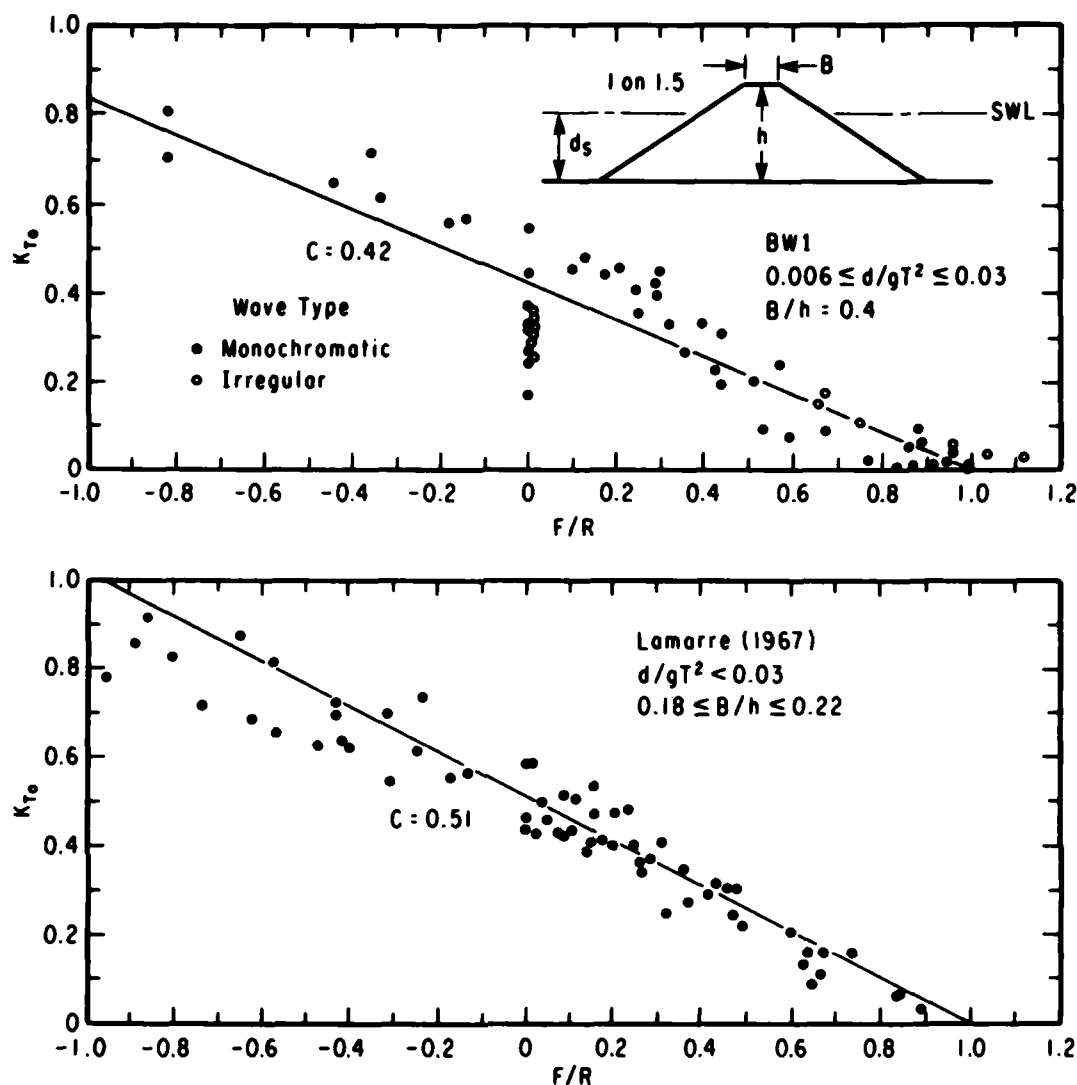 1.0
0.8
0.6
0.4
0.2
0
KTo
1 on 1.5
B
SWL
h
ds
C = 0.42
BW1
0.006 ≤ d/gT² ≤ 0.03
B/h = 0.4
Wave Type
● Monochromatic
○ Irregular
-1.0 -0.8 -0.6 -0.4 -0.2 0 0.2 0.4 0.6 0.8 1.0 1.2
F/R
1.0
0.8
0.6
0.4
0.2
0
KTo
Lamarre (1967)
d/gT² < 0.03
0.18 ≤ B/h ≤ 0.22
C = 0.51
-1.0 -0.8 -0.6 -0.4 -0.2 0 0.2 0.4 0.6 0.8 1.0 1.2
F/R